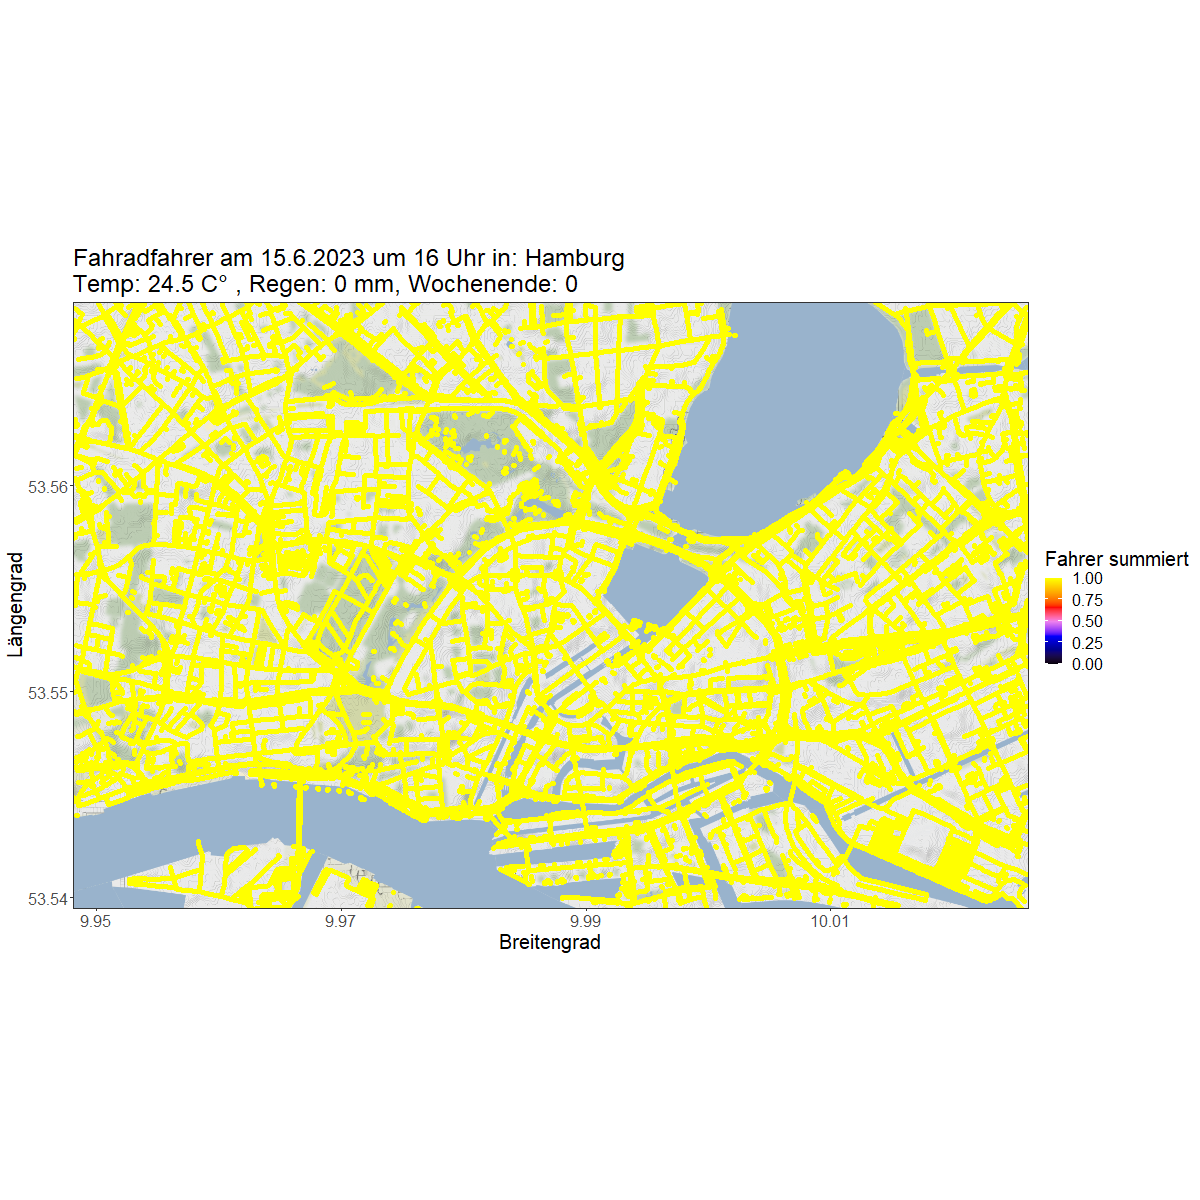 Fahradfahrer am 15.6.2023 um 16 Uhr in: Hamburg
Temp: 24.5 C° , Regen: 0 mm, Wochenende: 0
Längengrad
53.56
53.55
53.54
9.95
9.97
9.99
10.01
Breitengrad
Fahrer summiert
1.00
0.75
0.50
0.25
0.00